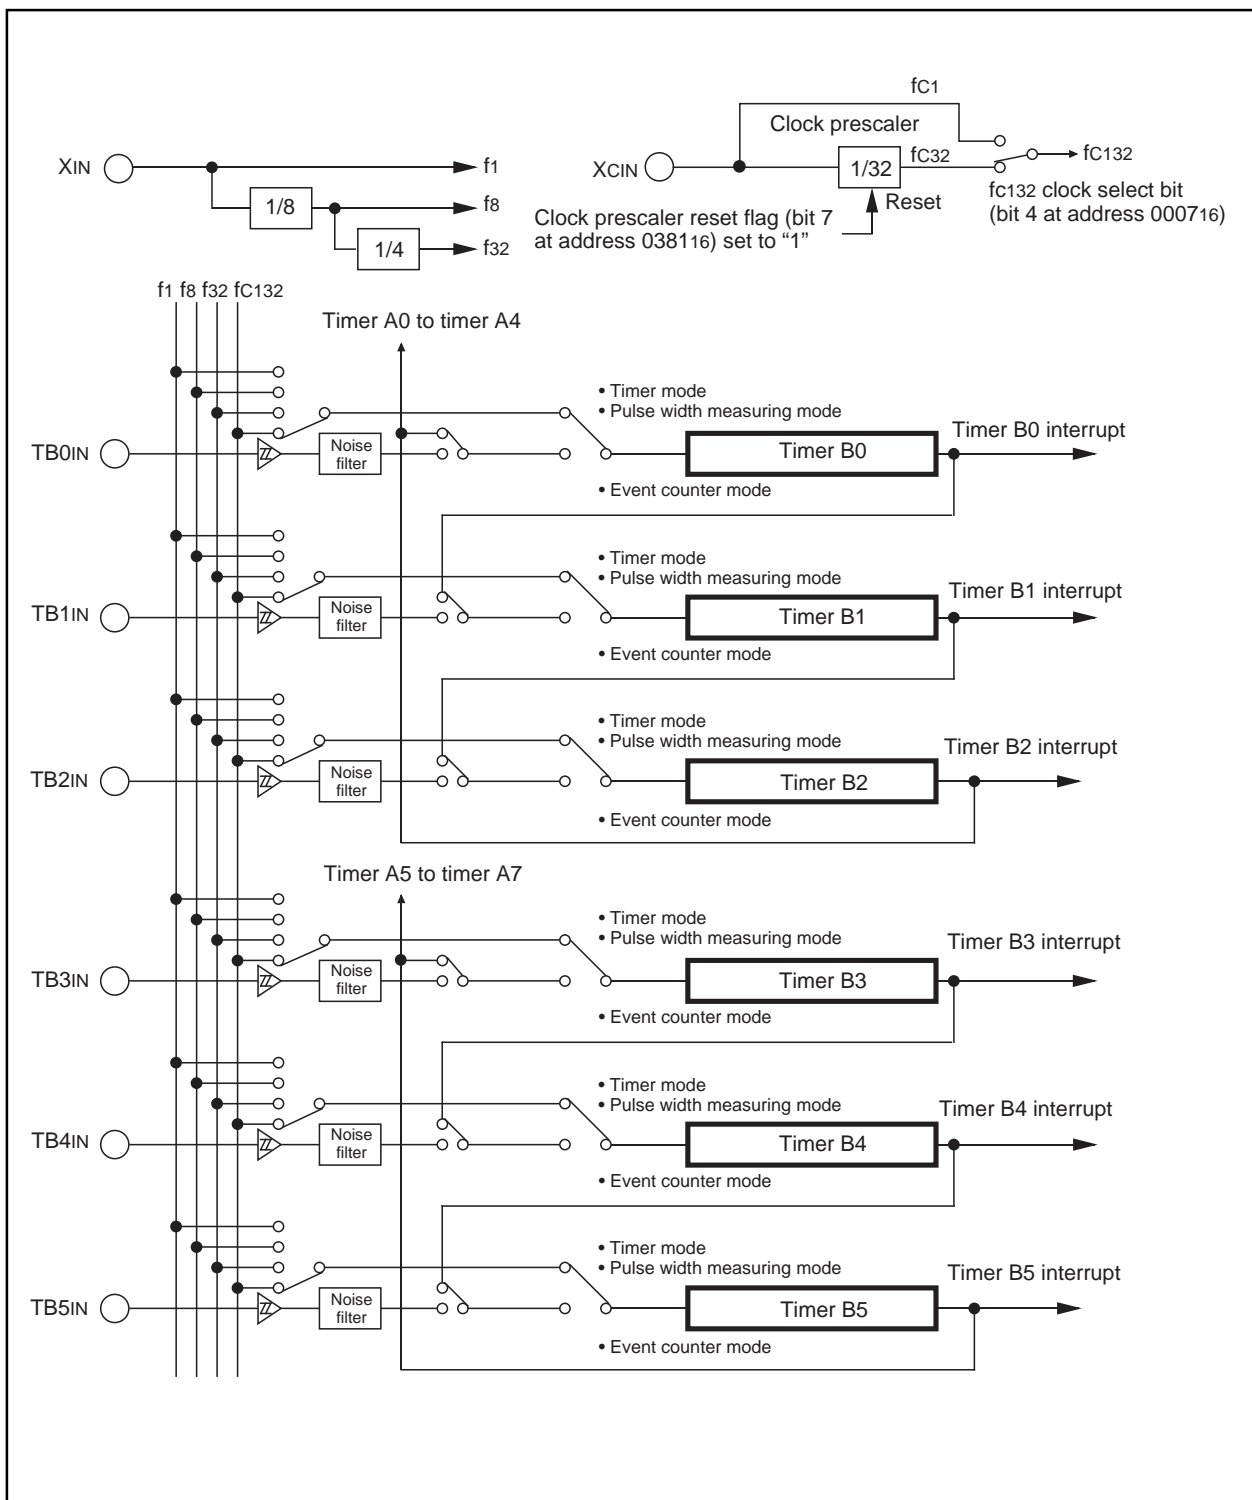 fC1
Clock prescaler
XIN
f1
XCIN
1/32
fC32
fC132
1/8
f8
Reset
fC132 clock select bit
(bit 4 at address 000716)
Clock prescaler reset flag (bit 7
at address 038116) set to “1”
1/4
f32
f1 f8 f32 fC132
Timer A0 to timer A4
• Timer mode
• Pulse width measuring mode
TB0IN
Noise
filter
Timer B0
Timer B0 interrupt
• Event counter mode
• Timer mode
• Pulse width measuring mode
TB1IN
Noise
filter
Timer B1
Timer B1 interrupt
• Event counter mode
• Timer mode
• Pulse width measuring mode
TB2IN
Noise
filter
Timer B2
Timer B2 interrupt
• Event counter mode
Timer A5 to timer A7
• Timer mode
• Pulse width measuring mode
TB3IN
Noise
filter
Timer B3
Timer B3 interrupt
• Event counter mode
• Timer mode
• Pulse width measuring mode
TB4IN
Noise
filter
Timer B4
Timer B4 interrupt
• Event counter mode
• Timer mode
• Pulse width measuring mode
TB5IN
Noise
filter
Timer B5
Timer B5 interrupt
• Event counter mode